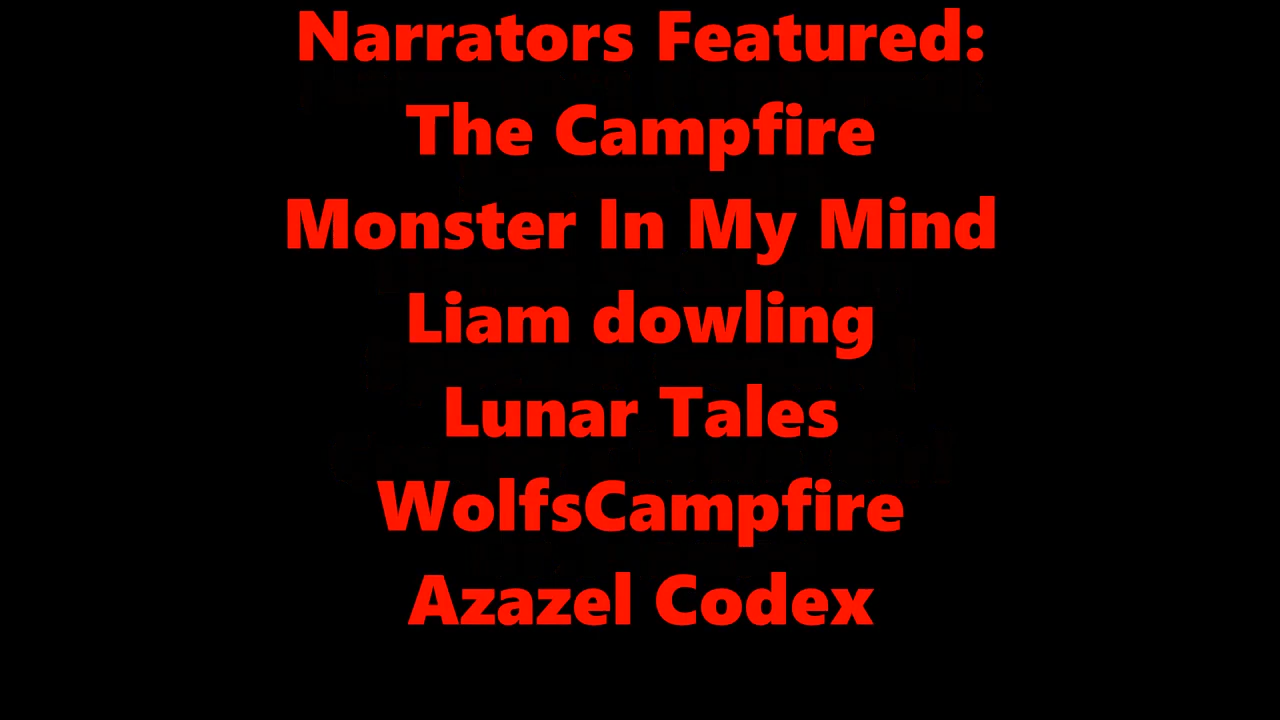 Narrators Featured:
The Campfire
Monster In My Mind
Liam dowling
Lunar Tales
WolfsCampfire
Azazel Codex